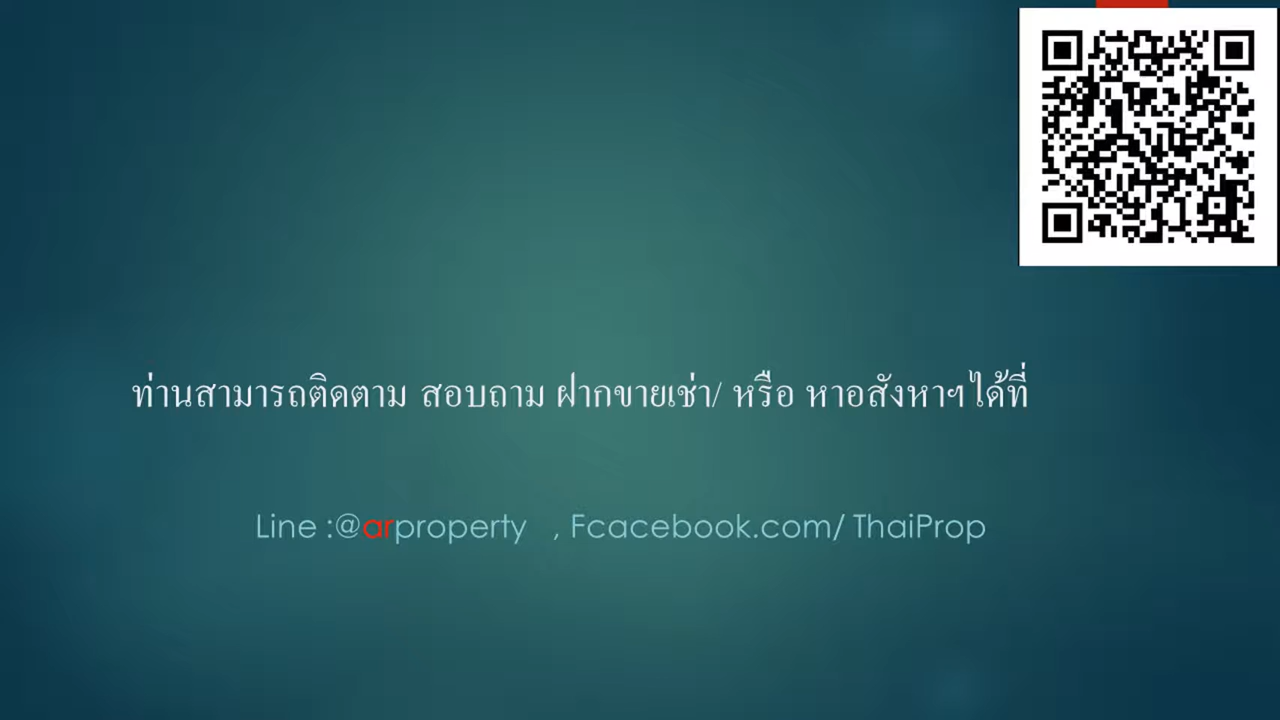 ท่านสามารถติดตาม สอบถาม ฝากขายเช่า/ หรือ หาอสังหาฯได้ที่
Line :@arproperty , Fcacebook.com/ ThaiProp